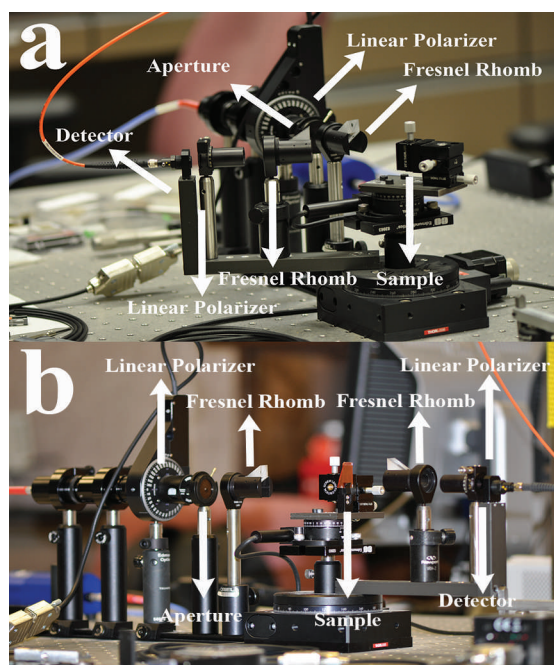 a
Linear Polarizer
Aperture
Fresnel Rhomb
Detector
Fresnel Rhomb
Sample
Linear Polarizer
b
Linear Polarizer
Linear Polarizer
Fresnel Rhomb
Fresnel Rhomb
Aperture
Sample
Detector